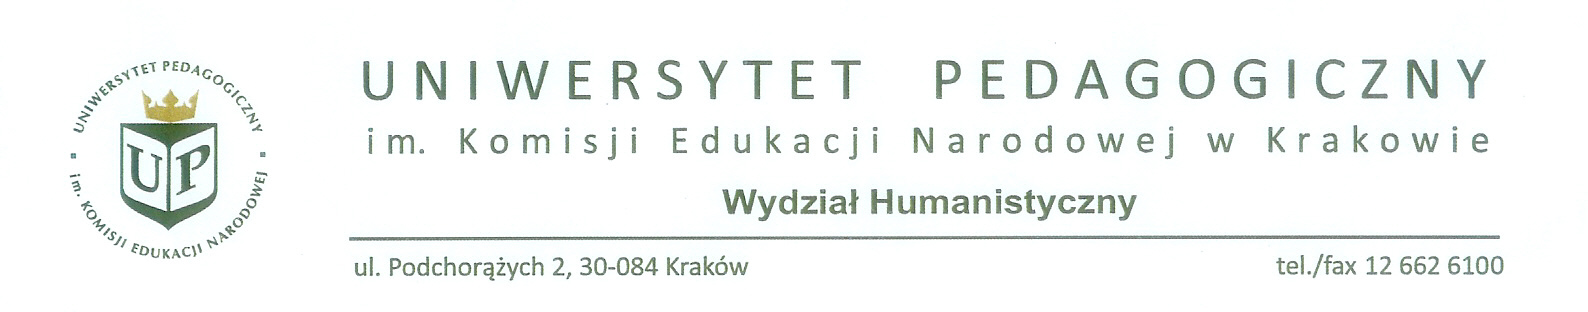 UNIWERSYTET PEDAGOGICZNY
im. KOMISJI EDUKACJI NARODOWEJ
UP
UNIWERSYTET PEDAGOGICZNY
im. Komisji Edukacji Narodowej w Krakowie
Wydział Humanistyczny
ul. Podchorążych 2, 30-084 Kraków
tel./fax 12 662 6100